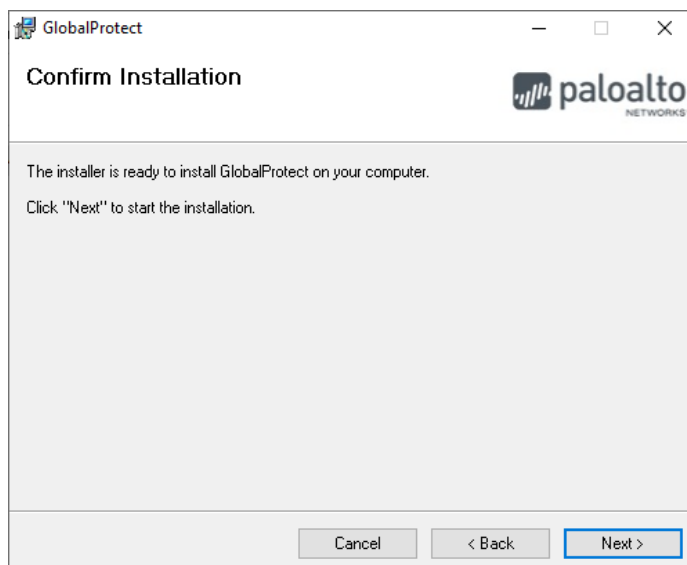 GlobalProtect
Confirm Installation
paloalto
NETWORKS
The installer is ready to install GlobalProtect on your computer.
Click "Next" to start the installation.
Cancel
< Back
Next >